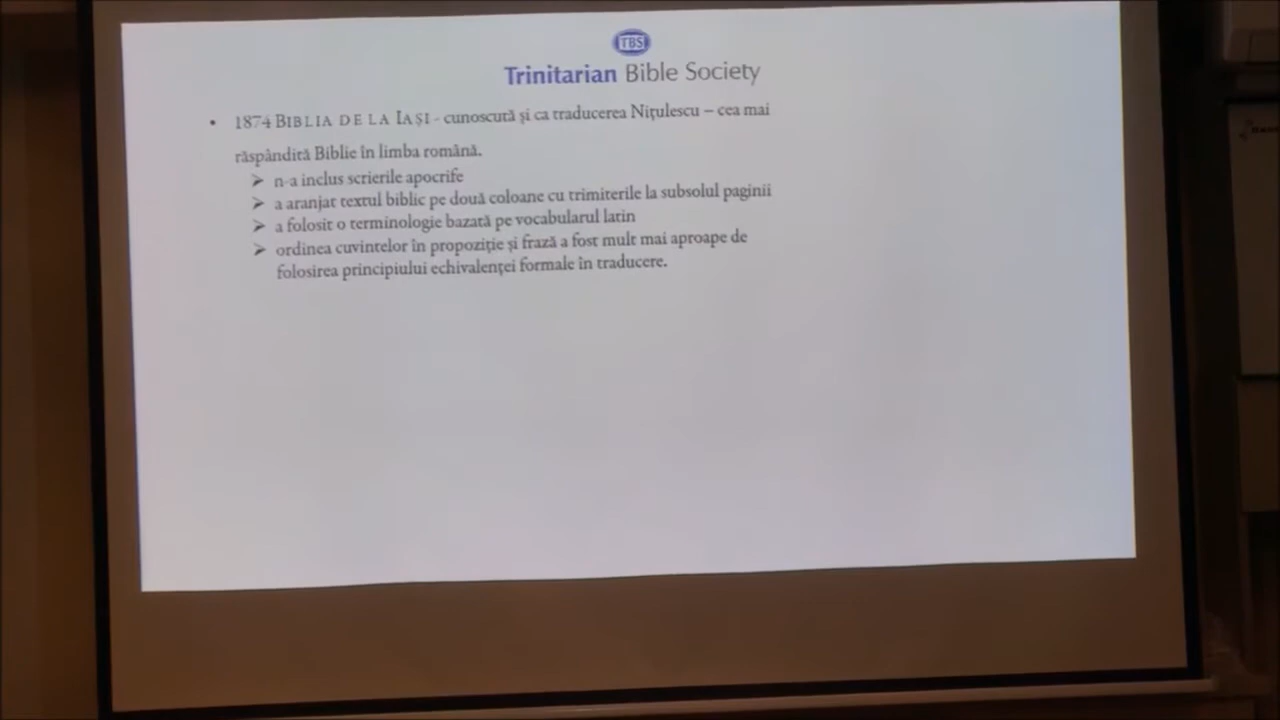 TBS
Trinitarian Bible Society
• 1874 BIBLIA DE LA IAȘI - cunoscută și ca traducerea Nițulescu – cea mai
răspândită Biblie în limba română.
➢ n-a inclus scrierile apocrife
➢ a aranjat textul biblic pe două coloane cu trimiterile la subsolul paginii
➢ a folosit o terminologie bazată pe vocabularul latin
➢ ordinea cuvintelor în propoziție și frază a fost mult mai aproape de
folosirea principiului echivalenței formale în traducere.